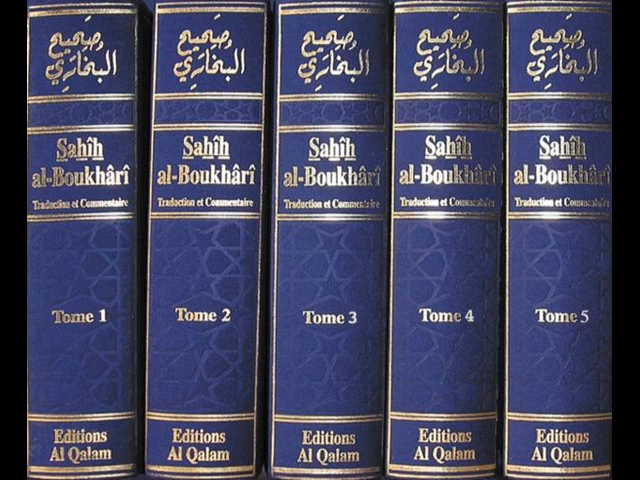 صحيح
البخاري
Sahîh
al-Boukhârî
Traduction et Commentaire
Tome 1
Editions
Al Qalam
صحيح
البخاري
Sahîh
al-Boukhârî
Traduction et Commentaire
Tome 2
Editions
Al Qalam
صحيح
البخاري
Sahîh
al-Boukhârî
Traduction et Commentaire
Tome 3
Editions
Al Qalam
صحيح
البخاري
Sahîh
al-Boukhârî
Traduction et Commentaire
Tome 4
Editions
Al Qalam
صحيح
البخاري
Sahîh
al-Boukhârî
Traduction et Commentaire
Tome 5
Editions
Al Qalam